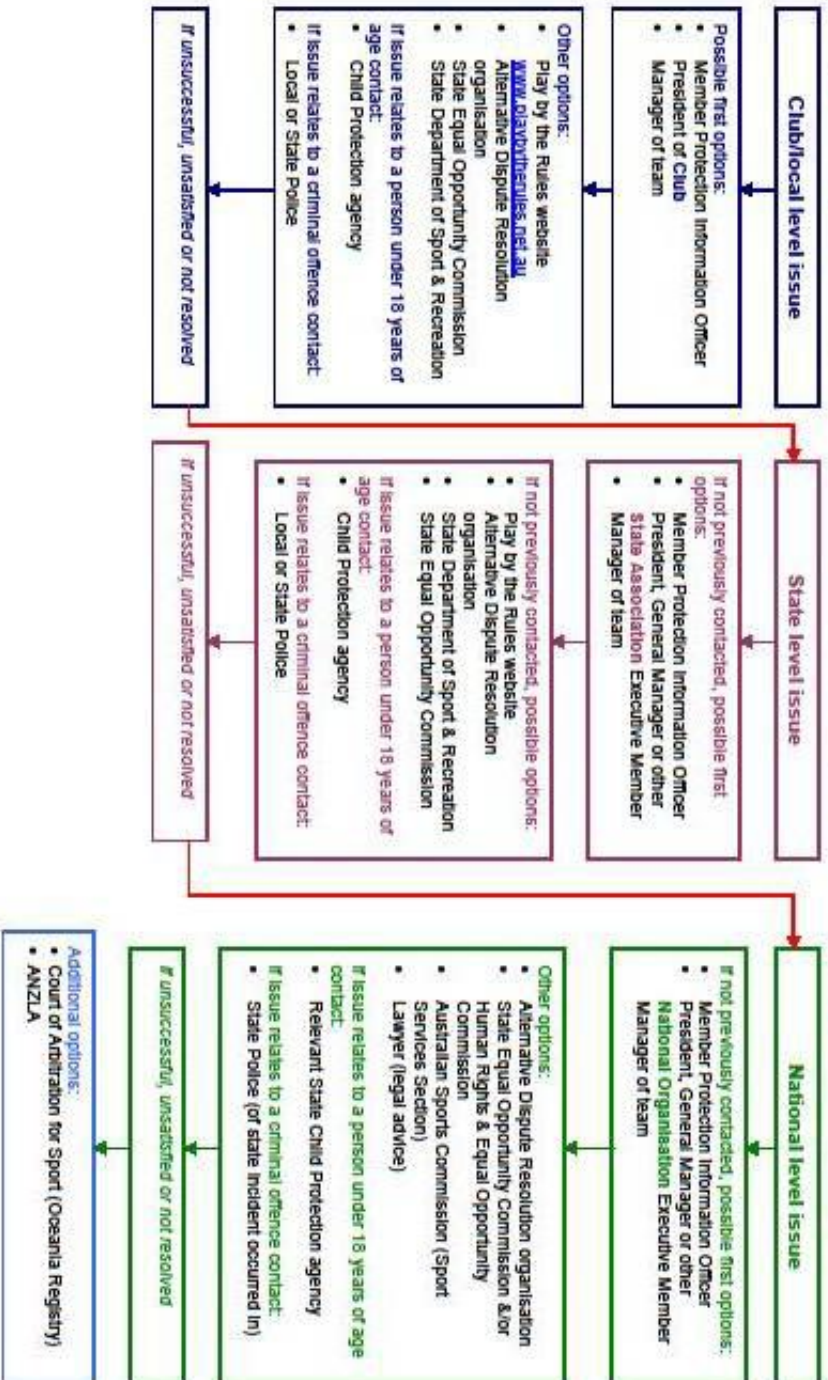 Club/local level issue
Possible first options:
• Member Protection Information Officer
• President of Club
• Manager of team
Other options:
• Play by the Rules website
www.playbytherules.net.au
• Alternative Dispute Resolution
organisation
• State Equal Opportunity Commission
• State Department of Sport & Recreation
If issue relates to a person under 18 years of
age contact:
• Child Protection agency
If issue relates to a criminal offence contact:
• Local or State Police
If unsuccessful, unsatisfied or not resolved
State level issue
If not previously contacted, possible first
options:
• Member Protection Information Officer
• President, General Manager or other
State Association Executive Member
• Manager of team
If not previously contacted, possible options:
• Play by the Rules website
• Alternative Dispute Resolution
organisation
• State Department of Sport & Recreation
• State Equal Opportunity Commission
If issue relates to a person under 18 years of
age contact:
• Child Protection agency
If issue relates to a criminal offence contact:
• Local or State Police
If unsuccessful, unsatisfied or not resolved
National level issue
If not previously contacted, possible first options:
• Member Protection Information Officer
• President, General Manager or other
National Organisation Executive Member
• Manager of team
Other options:
• Alternative Dispute Resolution organisation
• State Equal Opportunity Commission &/or
Human Rights & Equal Opportunity
Commission
• Australian Sports Commission (Sport
Services Section)
• Lawyer (legal advice)
If issue relates to a person under 18 years of age
contact:
• Relevant State Child Protection agency
If issue relates to a criminal offence contact:
• State Police (of state incident occurred in)
If unsuccessful, unsatisfied or not resolved
Additional options:
• Court of Arbitration for Sport (Oceania Registry)
• ANZLA